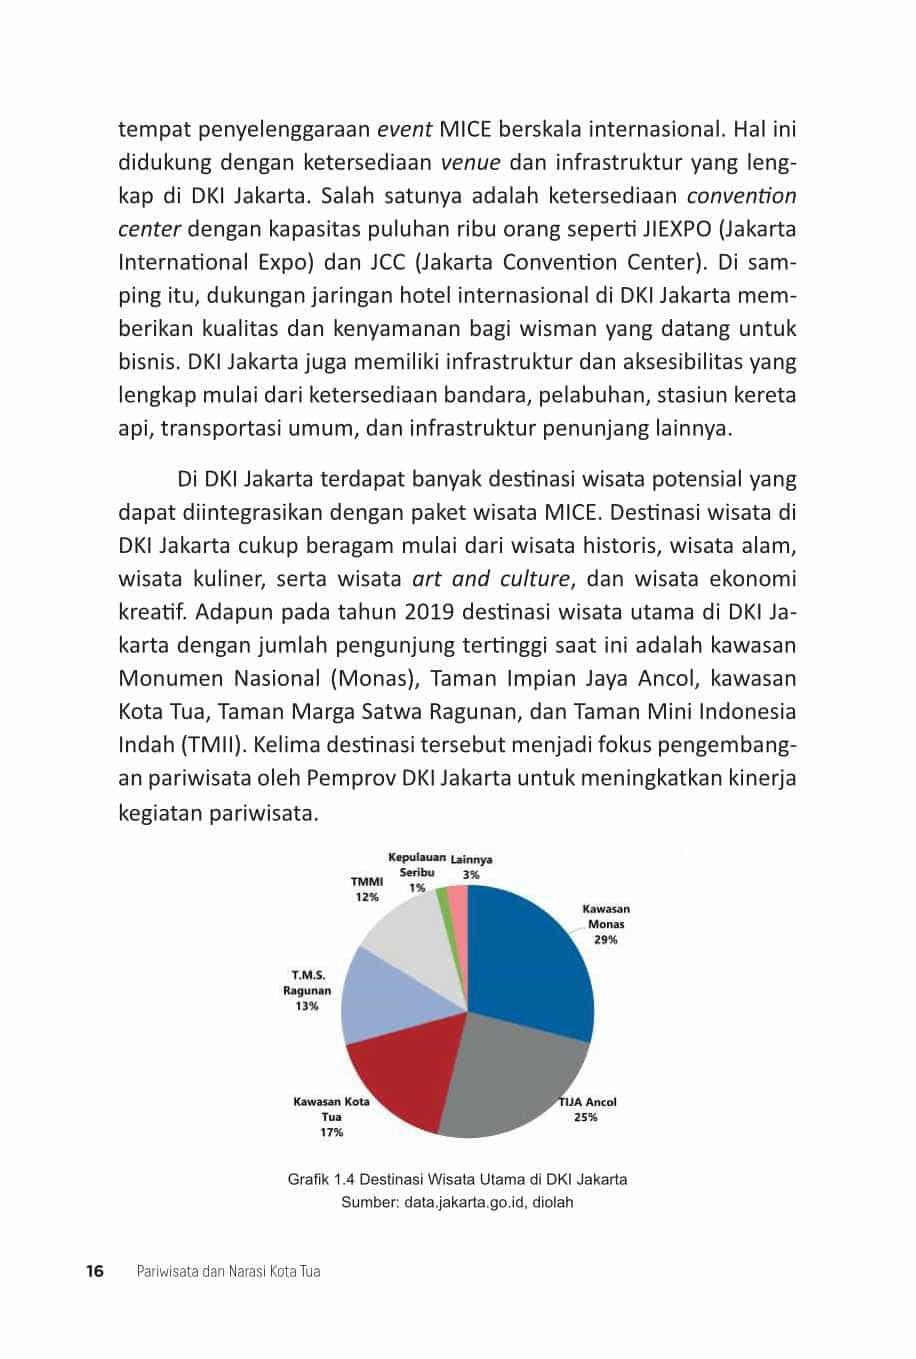 tempat penyelenggaraan event MICE berskala internasional. Hal ini
didukung dengan ketersediaan venue dan infrastruktur yang leng-
kap di DKI Jakarta. Salah satunya adalah ketersediaan convention
center dengan kapasitas puluhan ribu orang seperti JIEXPO (Jakarta
International Expo) dan JCC (Jakarta Convention Center). Di sam-
ping itu, dukungan jaringan hotel internasional di DKI Jakarta mem-
berikan kualitas dan kenyamanan bagi wisman yang datang untuk
bisnis. DKI Jakarta juga memiliki infrastruktur dan aksesibilitas yang
lengkap mulai dari ketersediaan bandara, pelabuhan, stasiun kereta
api, transportasi umum, dan infrastruktur penunjang lainnya.
Di DKI Jakarta terdapat banyak destinasi wisata potensial yang
dapat diintegrasikan dengan paket wisata MICE. Destinasi wisata di
DKI Jakarta cukup beragam mulai dari wisata historis, wisata alam,
wisata kuliner, serta wisata art and culture, dan wisata ekonomi
kreatif. Adapun pada tahun 2019 destinasi wisata utama di DKI Ja-
karta dengan jumlah pengunjung tertinggi saat ini adalah kawasan
Monumen Nasional (Monas), Taman Impian Jaya Ancol, kawasan
Kota Tua, Taman Marga Satwa Ragunan, dan Taman Mini Indonesia
Indah (TMII). Kelima destinasi tersebut menjadi fokus pengembang-
an pariwisata oleh Pemprov DKI Jakarta untuk meningkatkan kinerja
kegiatan pariwisata.
Kepulauan
Seribu
1%
Lainnya
3%
TMMI
12%
Kawasan
Monas
29%
T.M.S.
Ragunan
13%
Kawasan Kota
Tua
17%
TIJA Ancol
25%
Grafik 1.4 Destinasi Wisata Utama di DKI Jakarta
Sumber: data.jakarta.go.id, diolah
16 Pariwisata dan Narasi Kota Tua